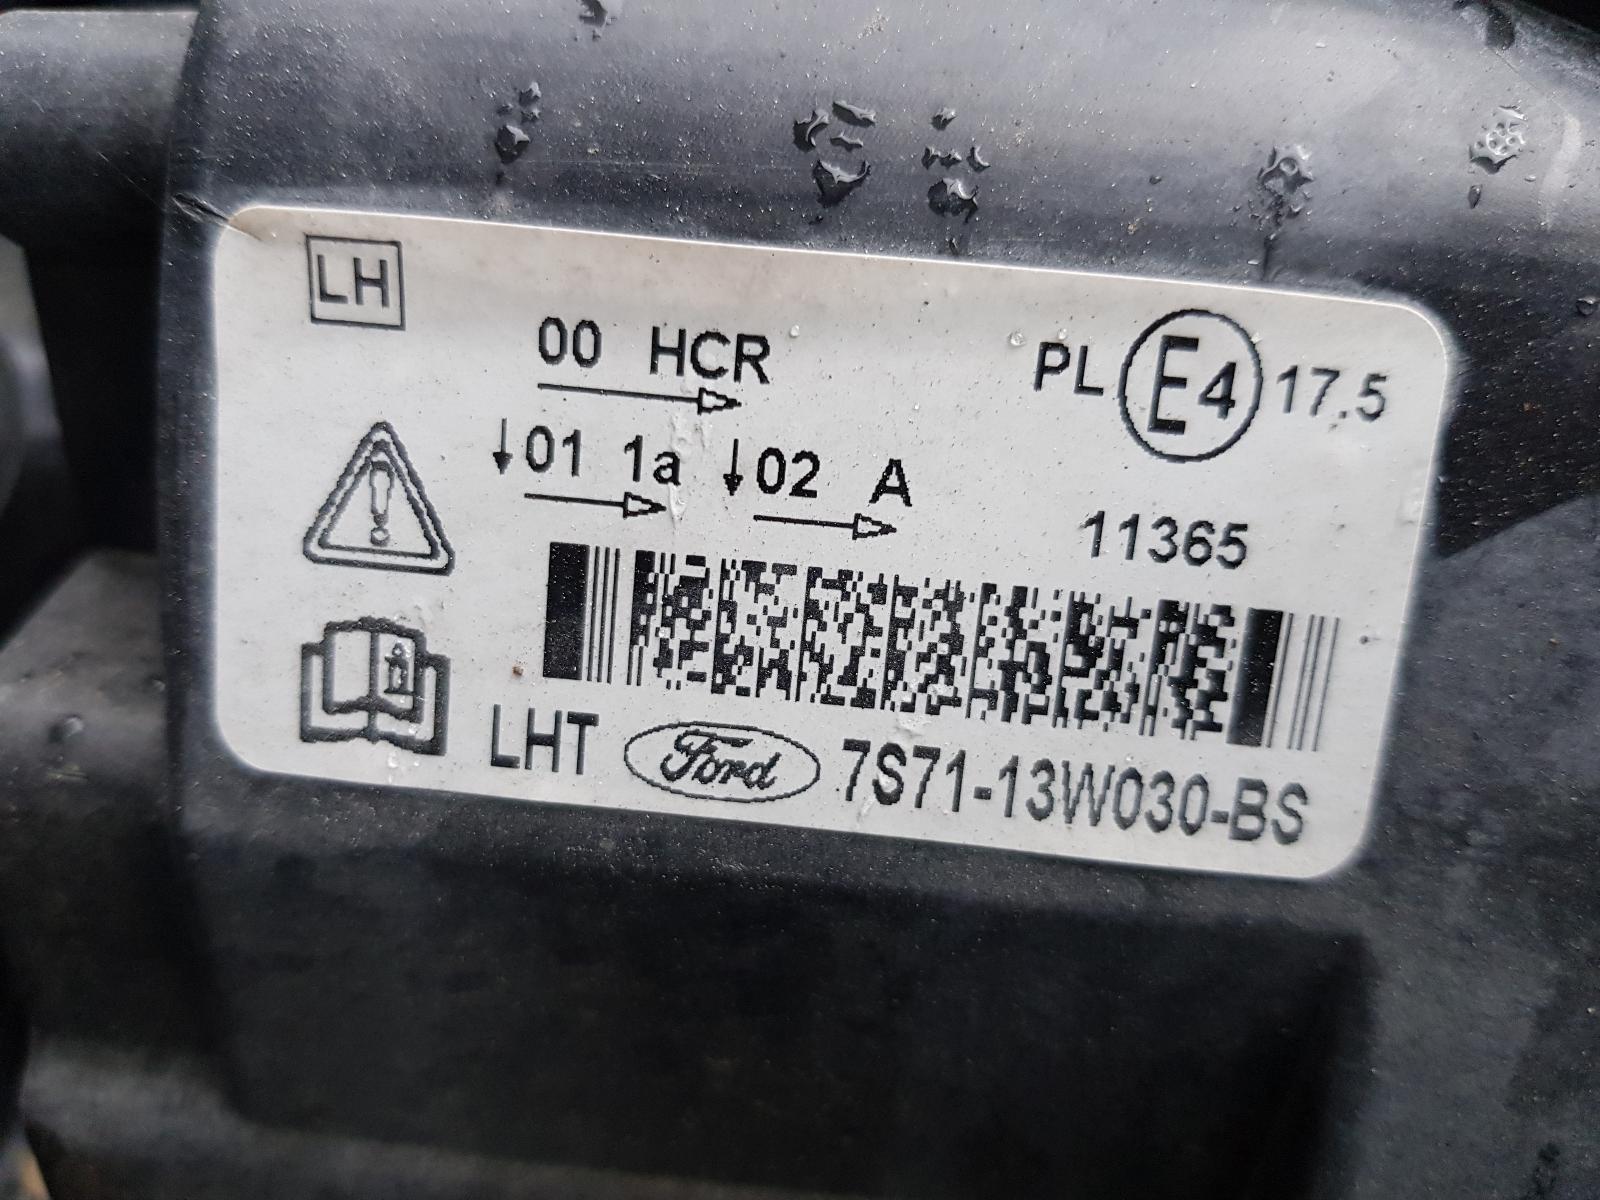 LH
00 HCR
PL E4 17.5
↓01 1a ↓02 A
11365
LHT Ford 7S71-13W030-BS